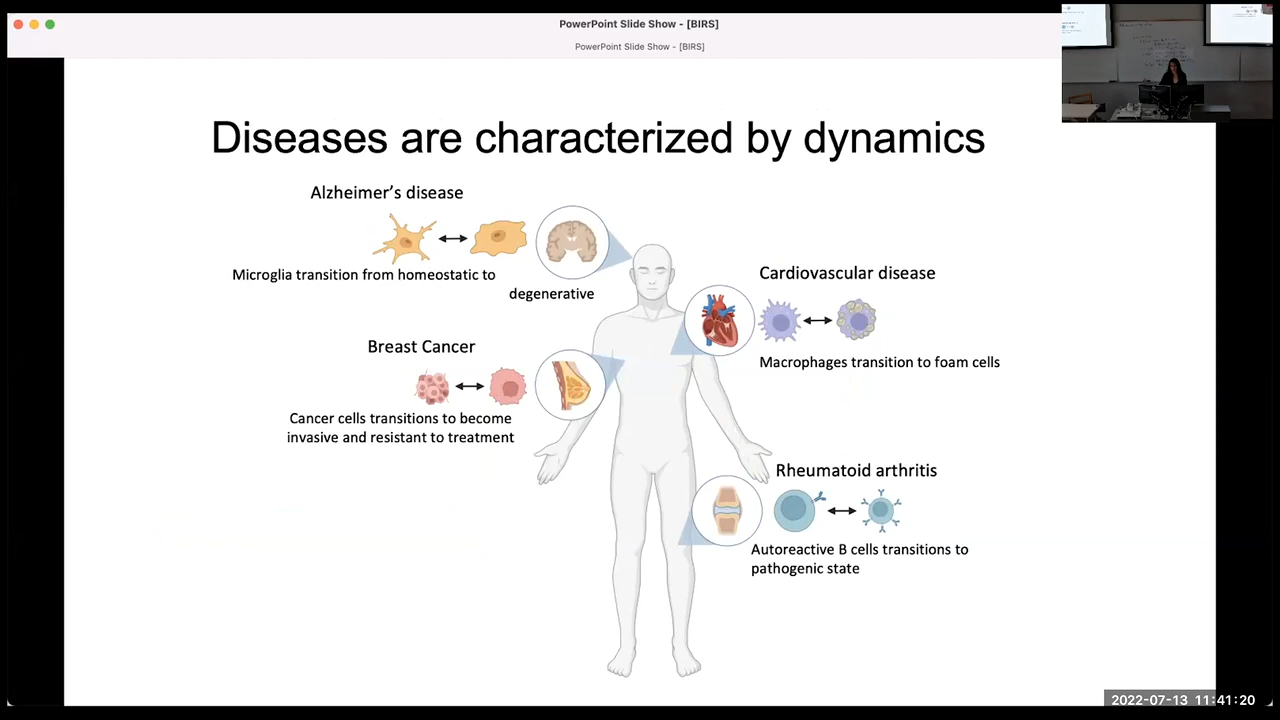 PowerPoint Slide Show - [BIRS]
PowerPoint Slide Show - [BIRS]
Diseases are characterized by dynamics
Alzheimer's disease
Microglia transition from homeostatic to
degenerative
Cardiovascular disease
Macrophages transition to foam cells
Breast Cancer
Cancer cells transitions to become
invasive and resistant to treatment
Rheumatoid arthritis
Autoreactive B cells transitions to
pathogenic state
2022-07-13 11:41:20